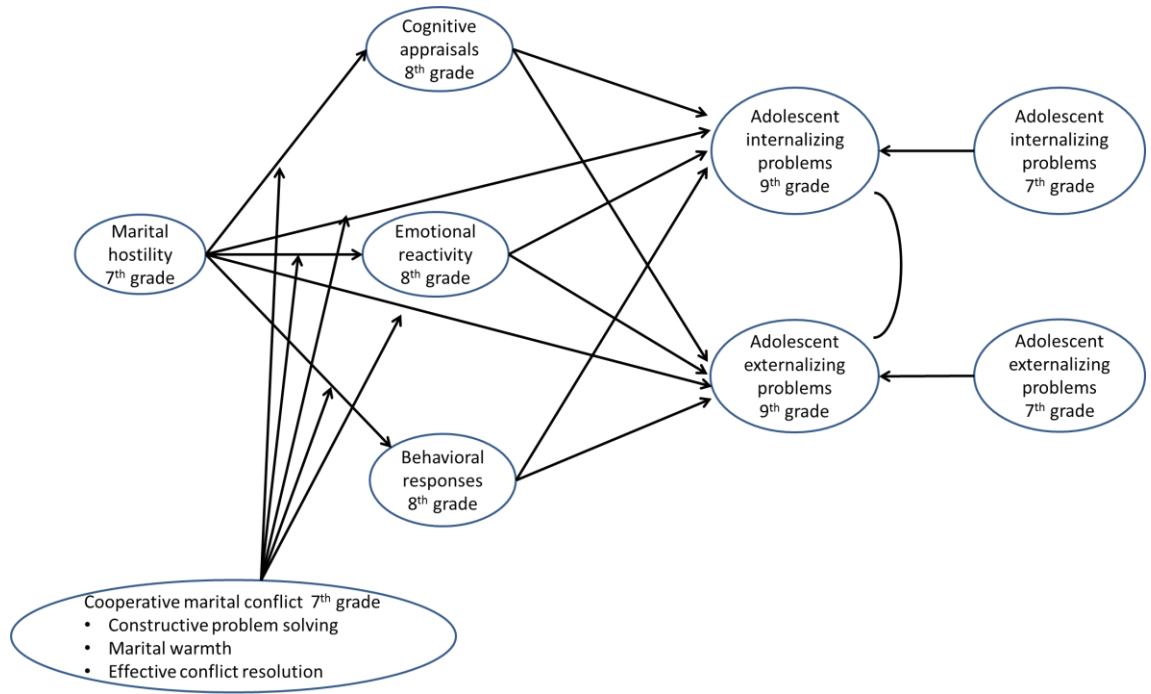 Cognitive
appraisals
8th grade
Adolescent
internalizing
problems
9th grade
Adolescent
internalizing
problems
7th grade
Marital
hostility
7th grade
Emotional
reactivity
8th grade
Adolescent
externalizing
problems
9th grade
Adolescent
externalizing
problems
7th grade
Behavioral
responses
8th grade
Cooperative marital conflict 7th grade
• Constructive problem solving
• Marital warmth
• Effective conflict resolution